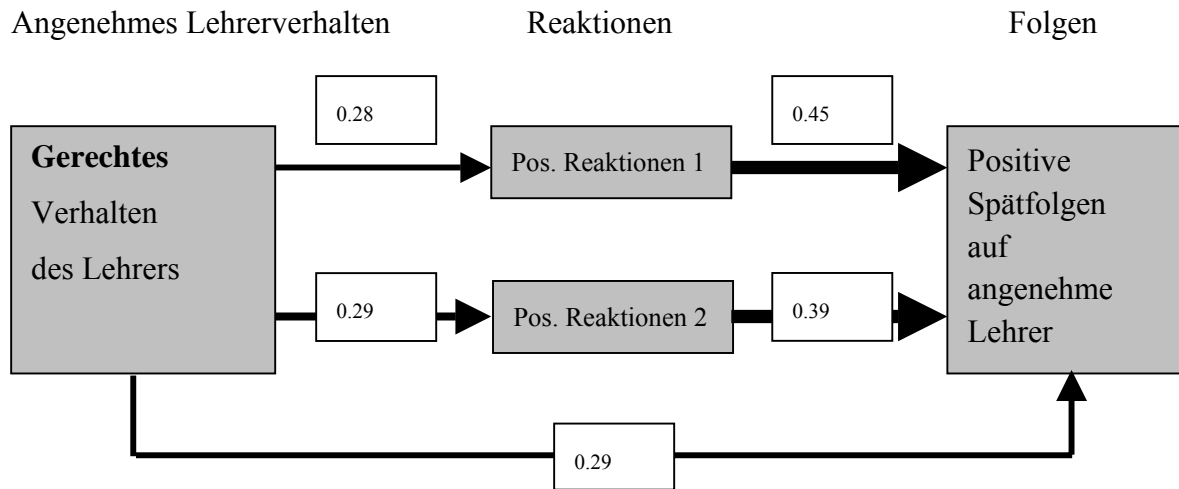 Angenehmes Lehrerverhalten Reaktionen Folgen
0.28 0.45
Gerechtes
Verhalten
des Lehrers
Pos. Reaktionen 1
Positive
Spätfolgen
auf
angenehme
Lehrer
0.29
Pos. Reaktionen 2
0.39
0.29